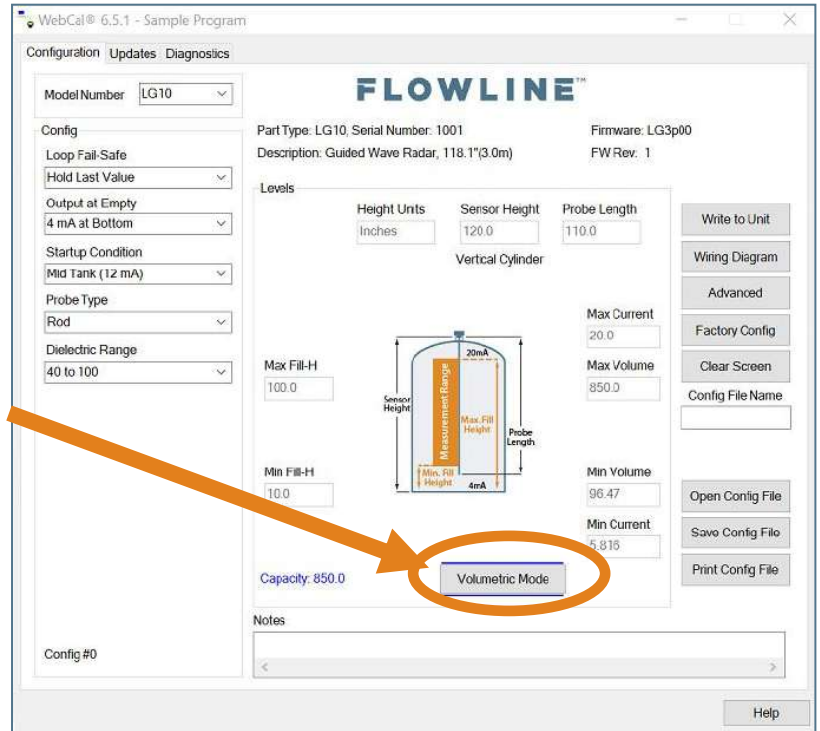 WebCal® 6.5.1 - Sample Program
Configuration Updates Diagnostics
Model Number LG10
FLOWLINE™
Config
Loop Fail-Safe
Hold Last Value
Output at Empty
4 mA at Bottom
Startup Condition
Mid Tank (12 mA)
Probe Type
Rod
Dielectric Range
40 to 100
Config #0
Part Type: LG10, Serial Number: 1001
Firmware: LG3p00
Description: Guided Wave Radar, 118.1"(3.0m)
FW Rev: 1
Levels
Height Units Sensor Height Probe Length
Inches 120.0 110.0
Vertical Cylinder
Max Current
20.0
Max Fill-H
100.0
Max Volume
850.0
20mA
Sensor
Height
Measurement Range
Max. Fill
Height
Probe
Length
Min. Fill
Height
4mA
Min Fill-H
10.0
Min Volume
96.47
Min Current
5.816
Capacity: 850.0
Volumetric Mode
Notes
Write to Unit
Wiring Diagram
Advanced
Factory Config
Clear Screen
Config File Name
Open Config File
Save Config File
Print Config File
Help